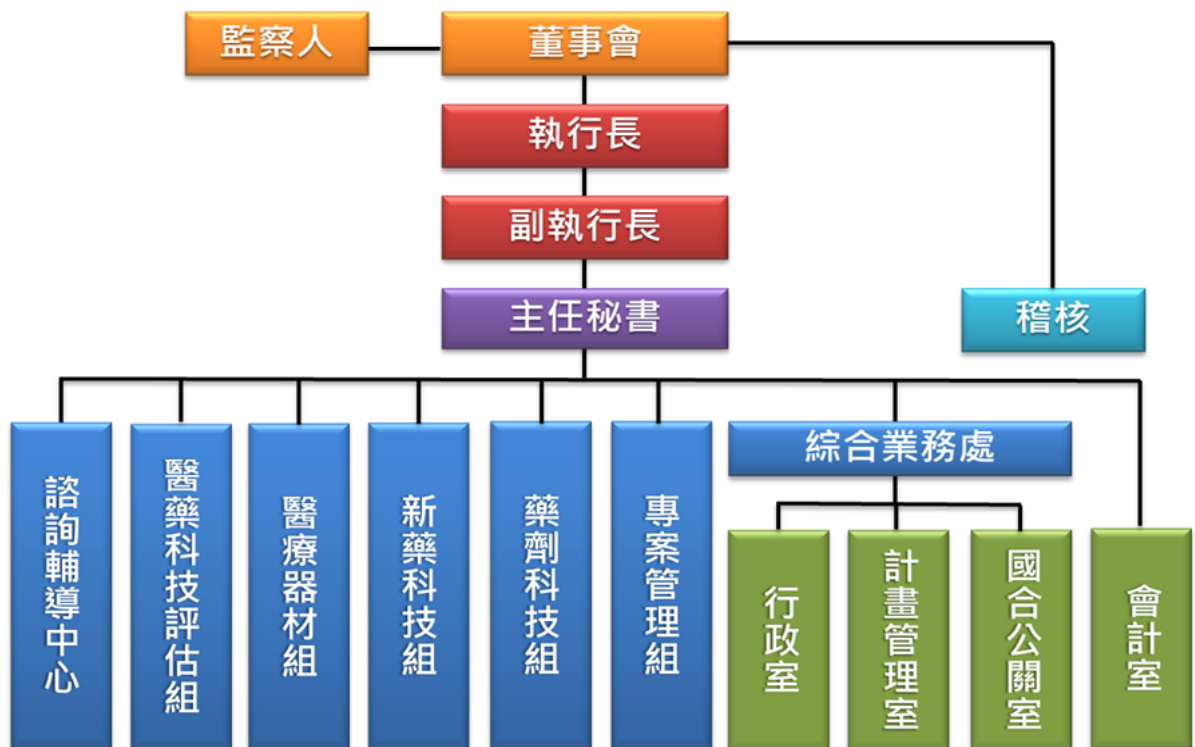 監察人
董事會
執行長
副執行長
主任秘書
稽核
諮詢輔導中心
醫藥科技評估組
醫療器材組
新藥科技組
藥劑科技組
專案管理組
綜合業務處
行政室
計畫管理室
國合公關室
會計室